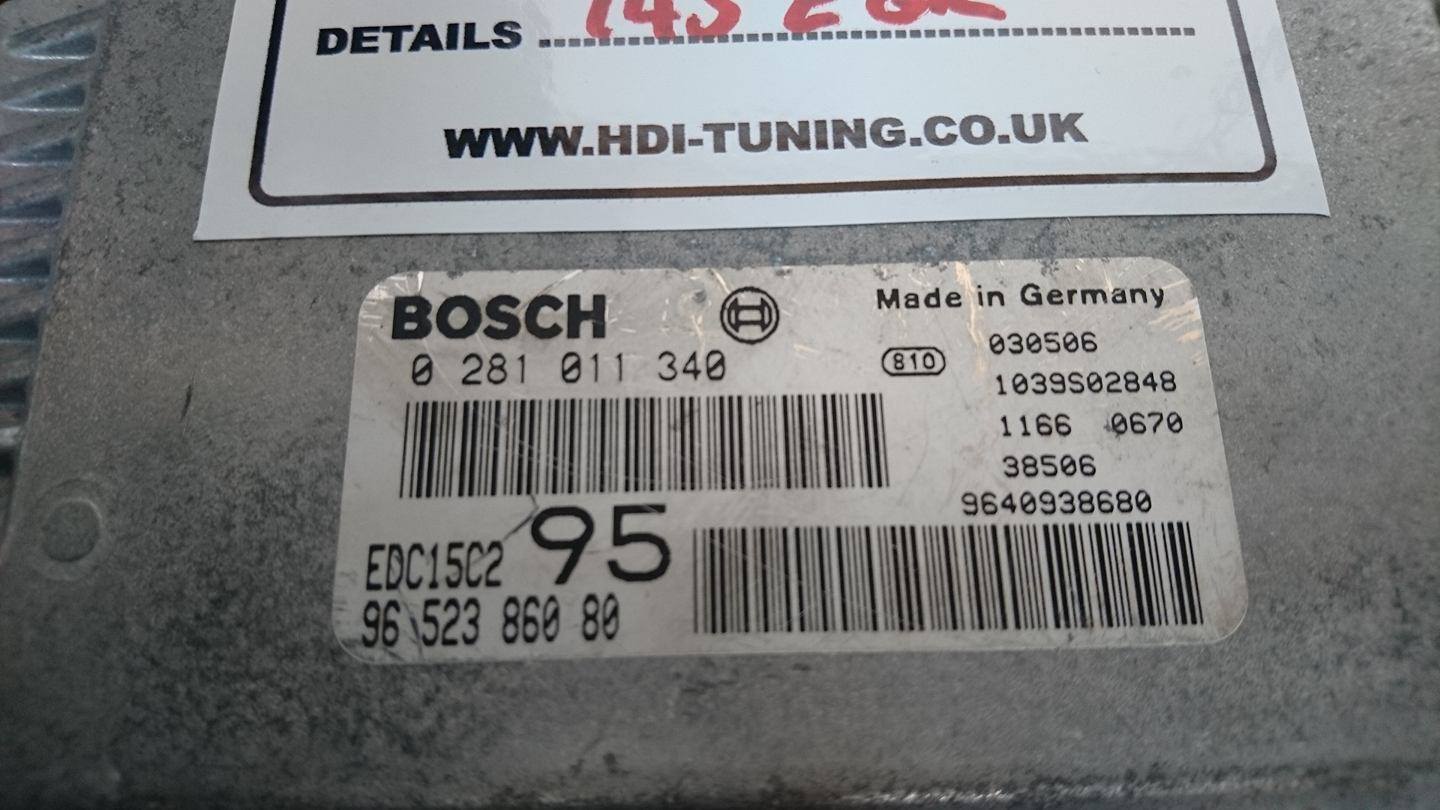 DETAILS
WWW.HDI-TUNING.CO.UK
BOSCH
Made in Germany
0 281 011 340
810
030506
1039S02848
1166 0670
38506
9640938680
EDC15C2 95
96 523 860 80